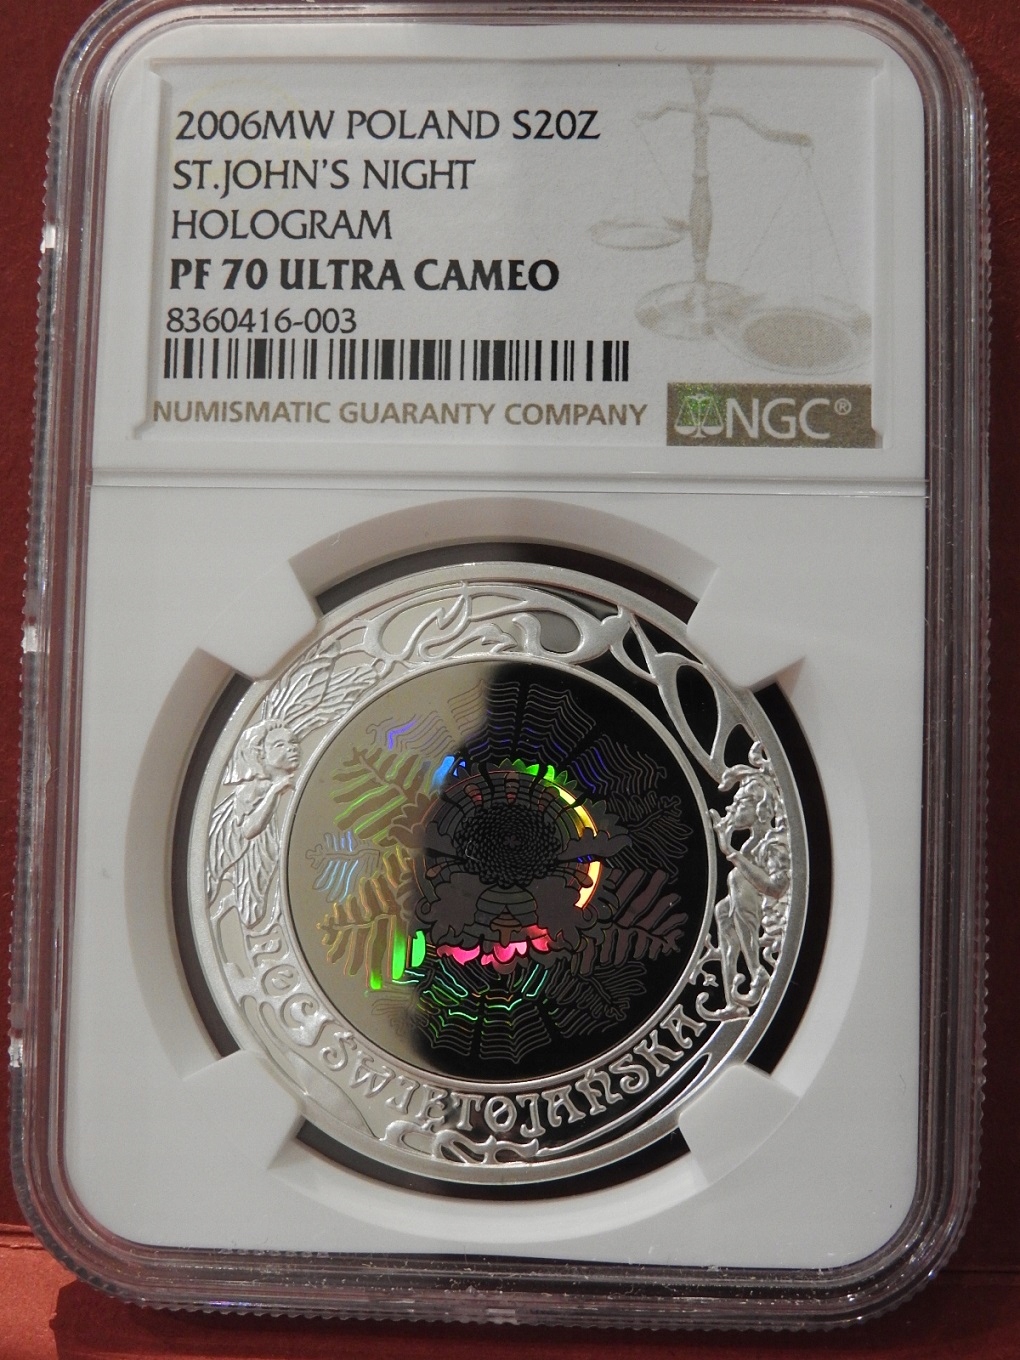 2006MW POLAND S20Z
ST.JOHN'S NIGHT
HOLOGRAM
PF 70 ULTRA CAMEO
8360416-003
NUMISMATIC GUARANTY COMPANY
NGC®
NOC ŚWIĘTOJAŃSKA